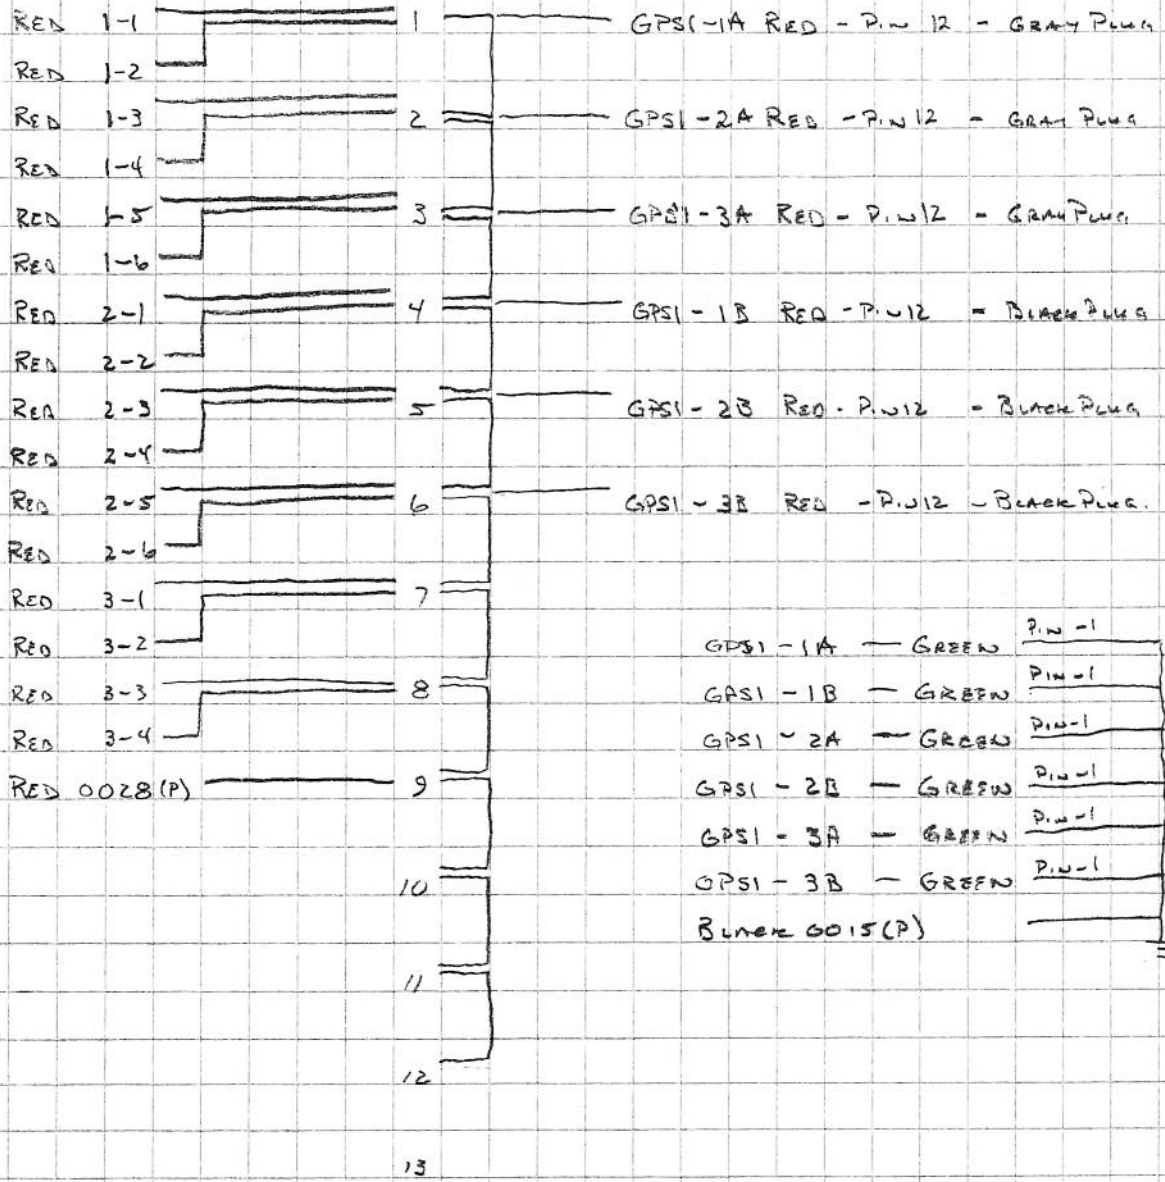 RED 1-1 1 GPS1-1A RED - PIN 12 - GRAY PLUG
RED 1-2
RED 1-3 2 GPS1-2A RED - PIN 12 - GRAY PLUG
RED 1-4
RED 1-5 3 GPS1-3A RED - PIN 12 - GRAY PLUG
RED 1-6
RED 2-1 4 GPS1-1B RED - PIN 12 - BLACK PLUG
RED 2-2
RED 2-3 5 GPS1-2B RED - PIN 12 - BLACK PLUG
RED 2-4
RED 2-5 6 GPS1-3B RED - PIN 12 - BLACK PLUG.
RED 2-6
RED 3-1 7
RED 3-2 GPS1-1A - GREEN PIN-1
RED 3-3 8 GPS1-1B - GREEN PIN-1
RED 3-4 GPS1-2A - GREEN PIN-1
RED 0028(P) 9 GPS1-2B - GREEN PIN-1
GPS1-3A - GREEN PIN-1
10 GPS1-3B - GREEN PIN-1
BLACK 0015(P)
11
12
13